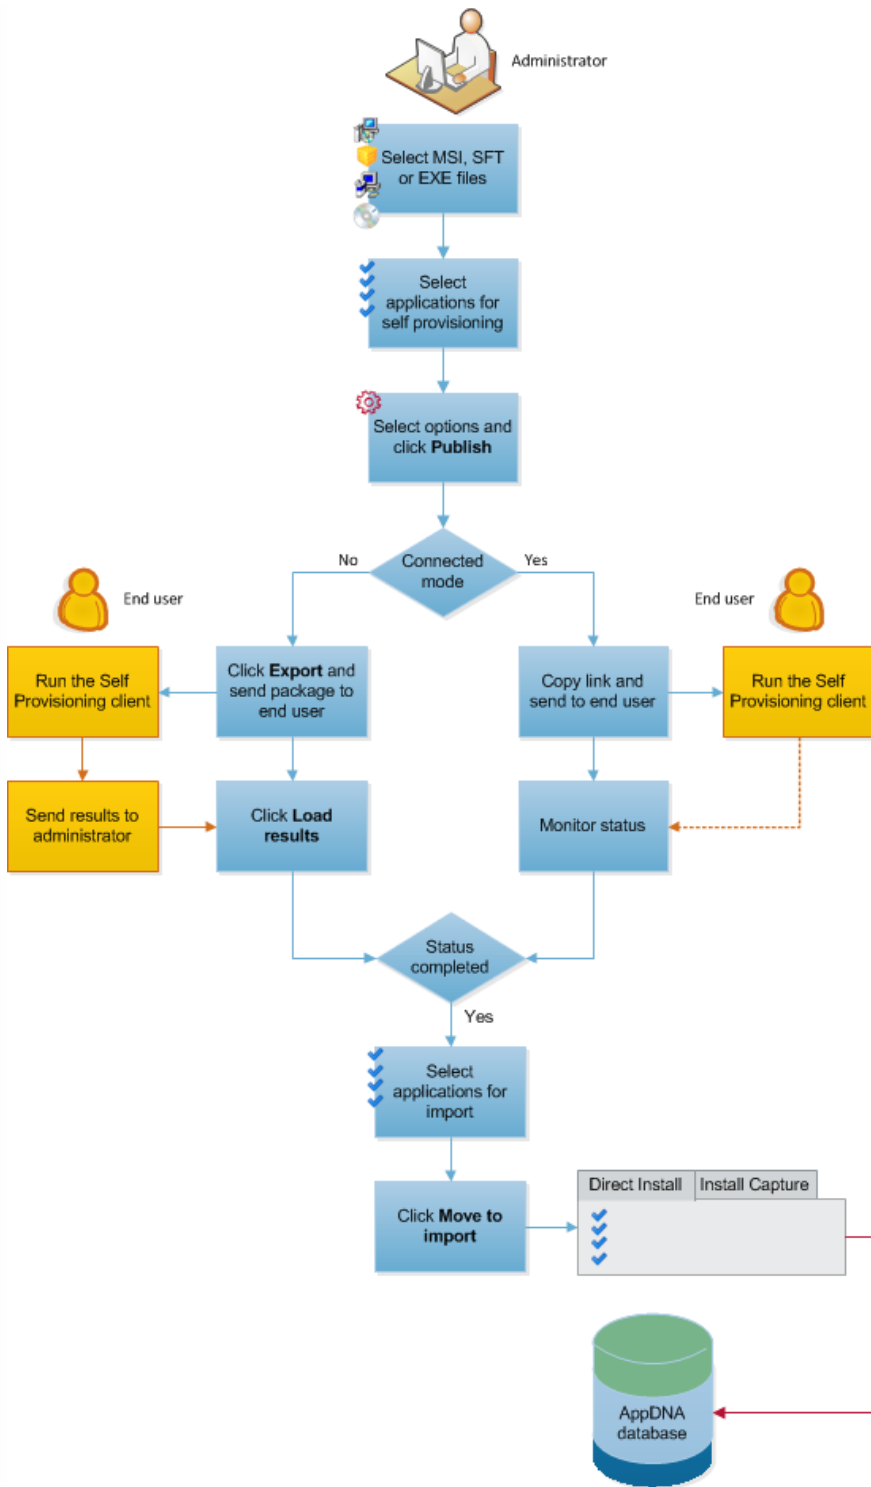 Administrator
Select MSI, SFT
or EXE files
Select
applications for
self provisioning
Select options and
click Publish
Connected
mode
No
Yes
End user
End user
Run the Self
Provisioning client
Click Export and
send package to
end user
Copy link and
send to end user
Run the Self
Provisioning client
Send results to
administrator
Click Load
results
Monitor status
Status
completed
Yes
Select
applications for
import
Click Move to
import
Direct Install
Install Capture
AppDNA
database